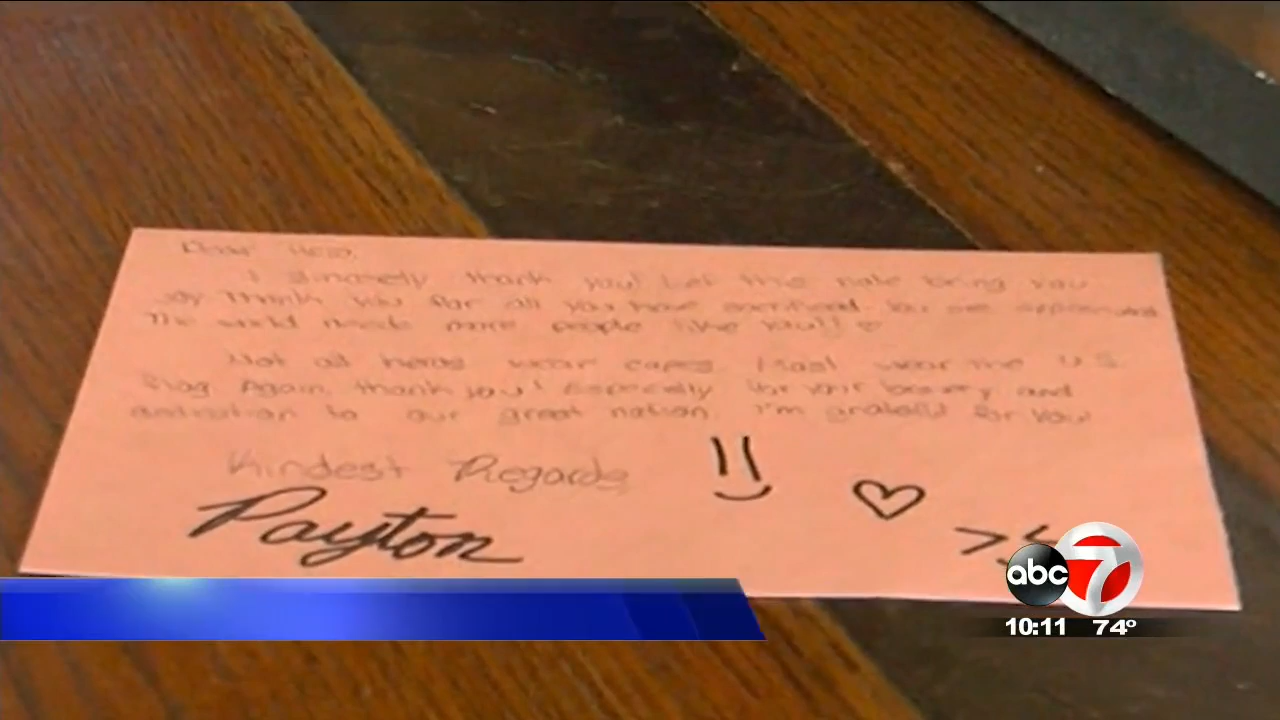 Dear Hero,
I sincerely thank you! Let this note bring you
say thank you for all you have sacrificed. You are appreciated
The world needs more people like you!! ♡
Not all heros wear capes wear the U.S.
flag Again, thank you! Especially for your bravery and
dedication to our great nation. I'm grateful for you!
Kindest Regards,
Payton
abc 7
10:11 74°